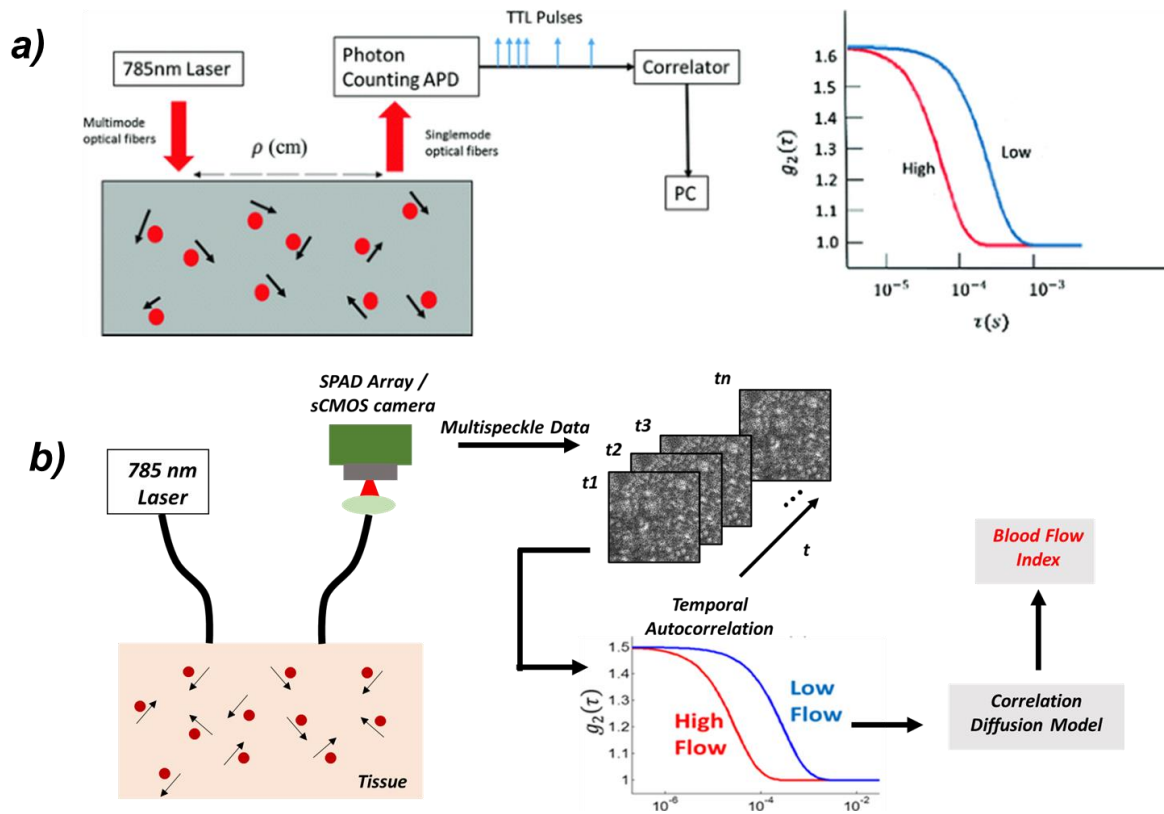 a)
785nm Laser
Multimode
optical fibers
ρ (cm)
Photon
Counting APD
Singlemode
optical fibers
TTL Pulses
Correlator
PC
g₂(τ)
1.6
1.5
1.4
1.3
1.2
1.1
1.0
High
Low
10⁻⁵
10⁻⁴
10⁻³
τ(s)
b)
785 nm
Laser
SPAD Array /
sCMOS camera
Multispeckle Data
t1
t2
t3
tn
t
Tissue
Temporal
Autocorrelation
g₂(τ)
1.5
1.4
1.3
1.2
1.1
1
High
Flow
Low
Flow
10⁻⁶
10⁻⁴
10⁻²
Correlation
Diffusion Model
Blood Flow
Index